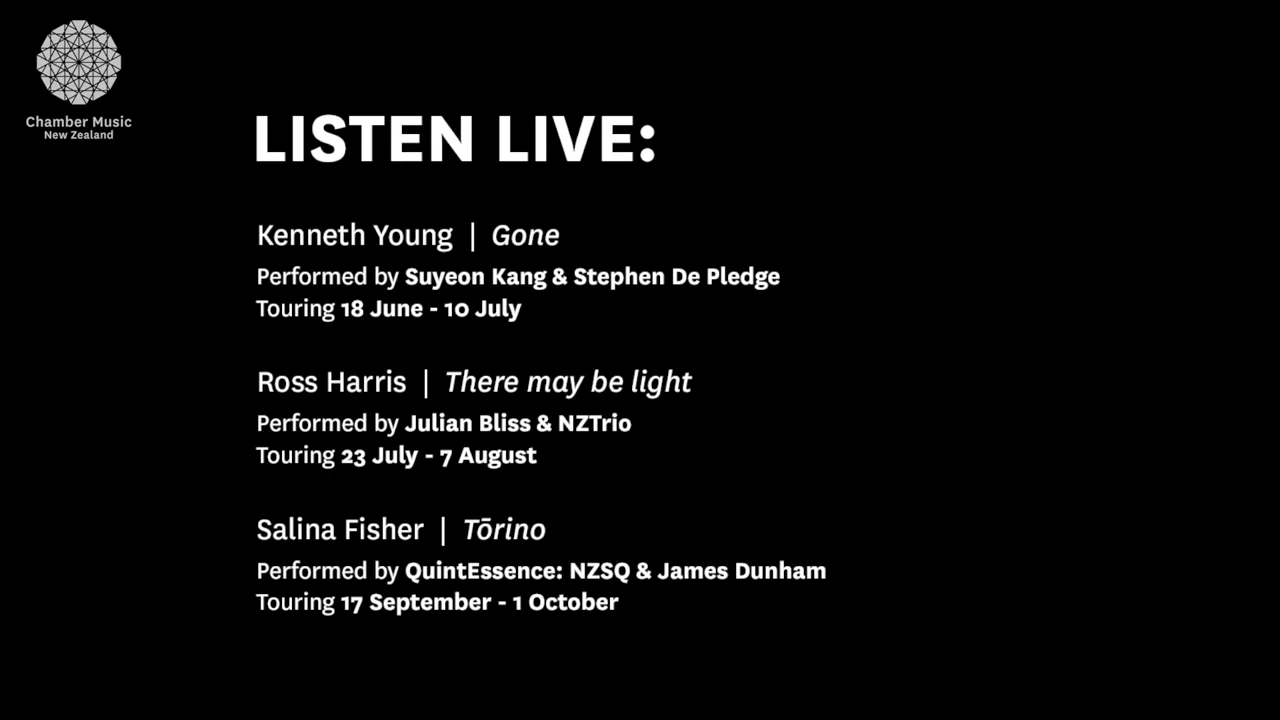 Chamber Music
New Zealand
LISTEN LIVE:
Kenneth Young | Gone
Performed by Suyeon Kang & Stephen De Pledge
Touring 18 June - 10 July
Ross Harris | There may be light
Performed by Julian Bliss & NZTrio
Touring 23 July - 7 August
Salina Fisher | Tōrino
Performed by QuintEssence: NZSQ & James Dunham
Touring 17 September - 1 October